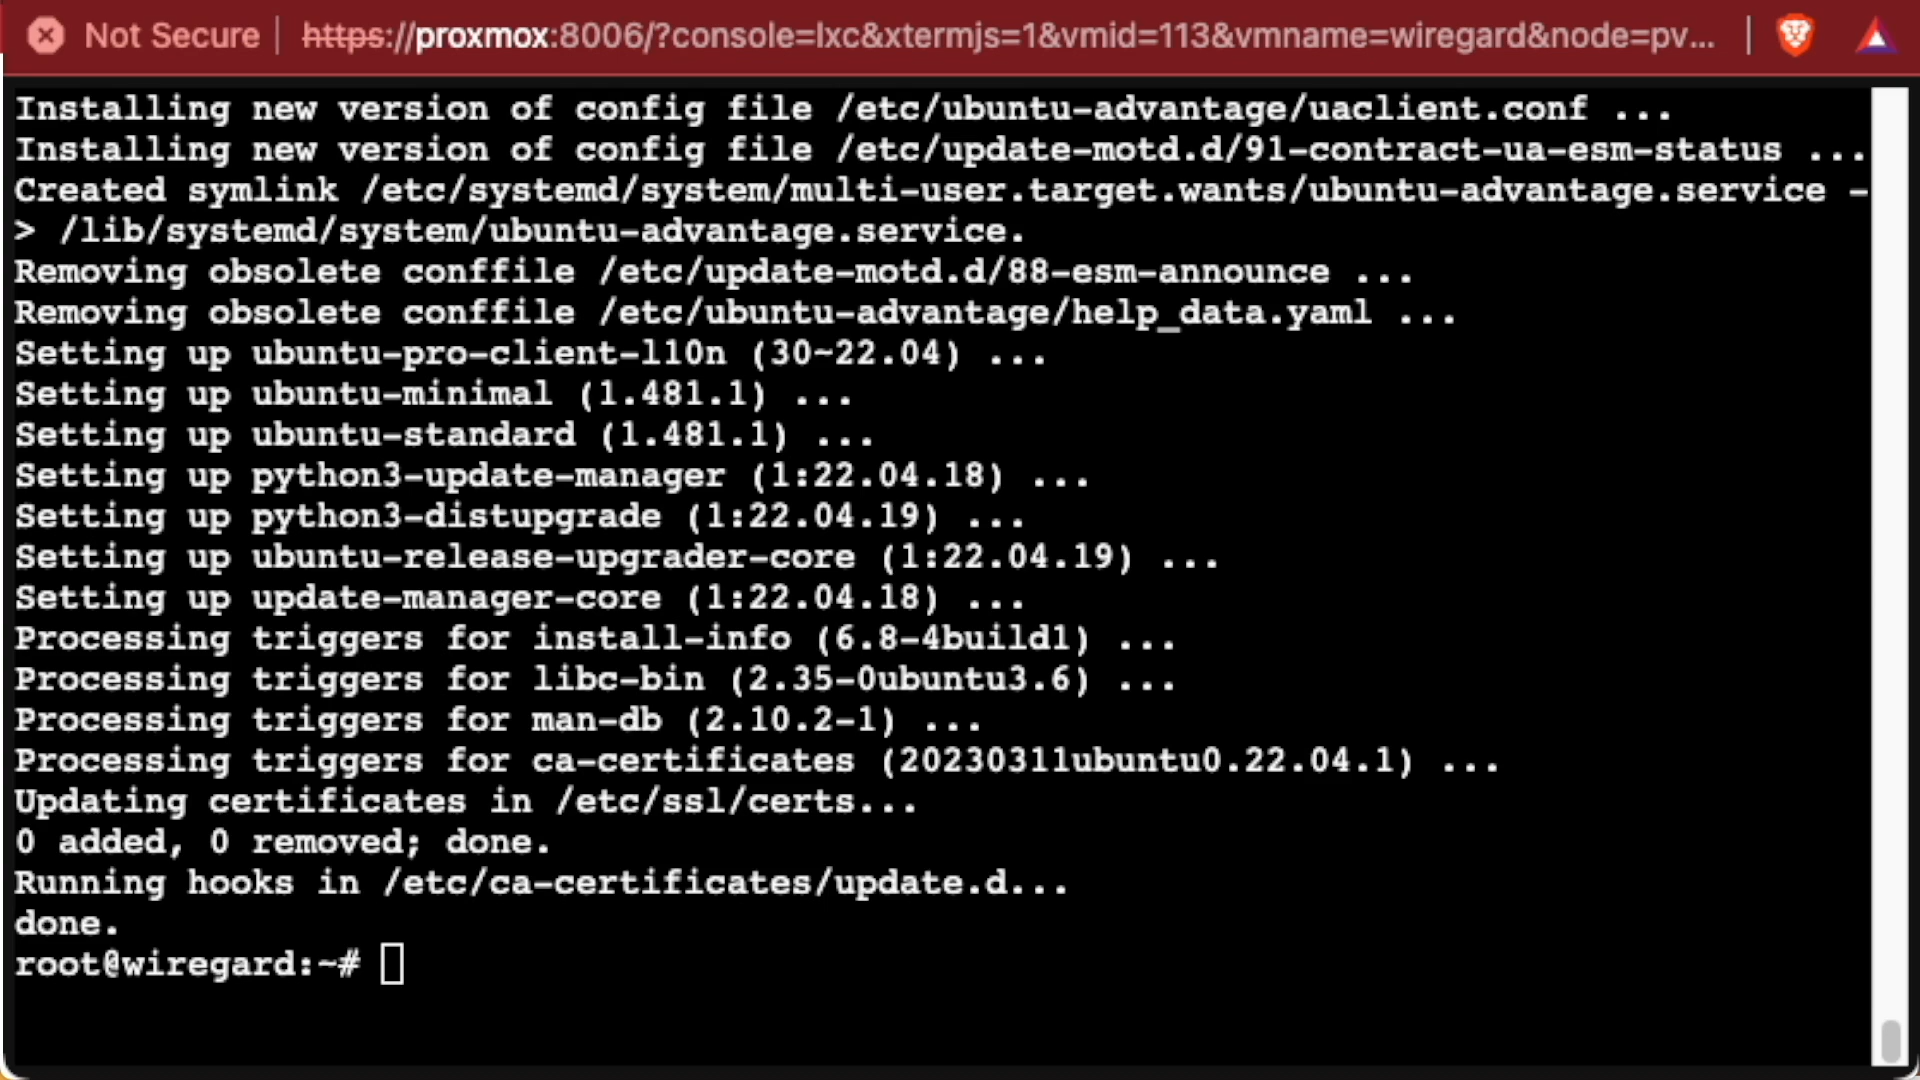 Not Secure | https://proxmox:8006/?console=lxc&xtermjs=1&vmid=113&vmname=wiregard&node=pv... |
Installing new version of config file /etc/ubuntu-advantage/uaclient.conf ...
Installing new version of config file /etc/update-motd.d/91-contract-ua-esm-status ...
Created symlink /etc/systemd/system/multi-user.target.wants/ubuntu-advantage.service -
> /lib/systemd/system/ubuntu-advantage.service.
Removing obsolete conffile /etc/update-motd.d/88-esm-announce ...
Removing obsolete conffile /etc/ubuntu-advantage/help_data.yaml ...
Setting up ubuntu-pro-client-l10n (30~22.04) ...
Setting up ubuntu-minimal (1.481.1) ...
Setting up ubuntu-standard (1.481.1) ...
Setting up python3-update-manager (1:22.04.18) ...
Setting up python3-distupgrade (1:22.04.19) ...
Setting up ubuntu-release-upgrader-core (1:22.04.19) ...
Setting up update-manager-core (1:22.04.18) ...
Processing triggers for install-info (6.8-4build1) ...
Processing triggers for libc-bin (2.35-0ubuntu3.6) ...
Processing triggers for man-db (2.10.2-1) ...
Processing triggers for ca-certificates (20230311ubuntu0.22.04.1) ...
Updating certificates in /etc/ssl/certs...
0 added, 0 removed; done.
Running hooks in /etc/ca-certificates/update.d...
done.
root@wiregard:~#